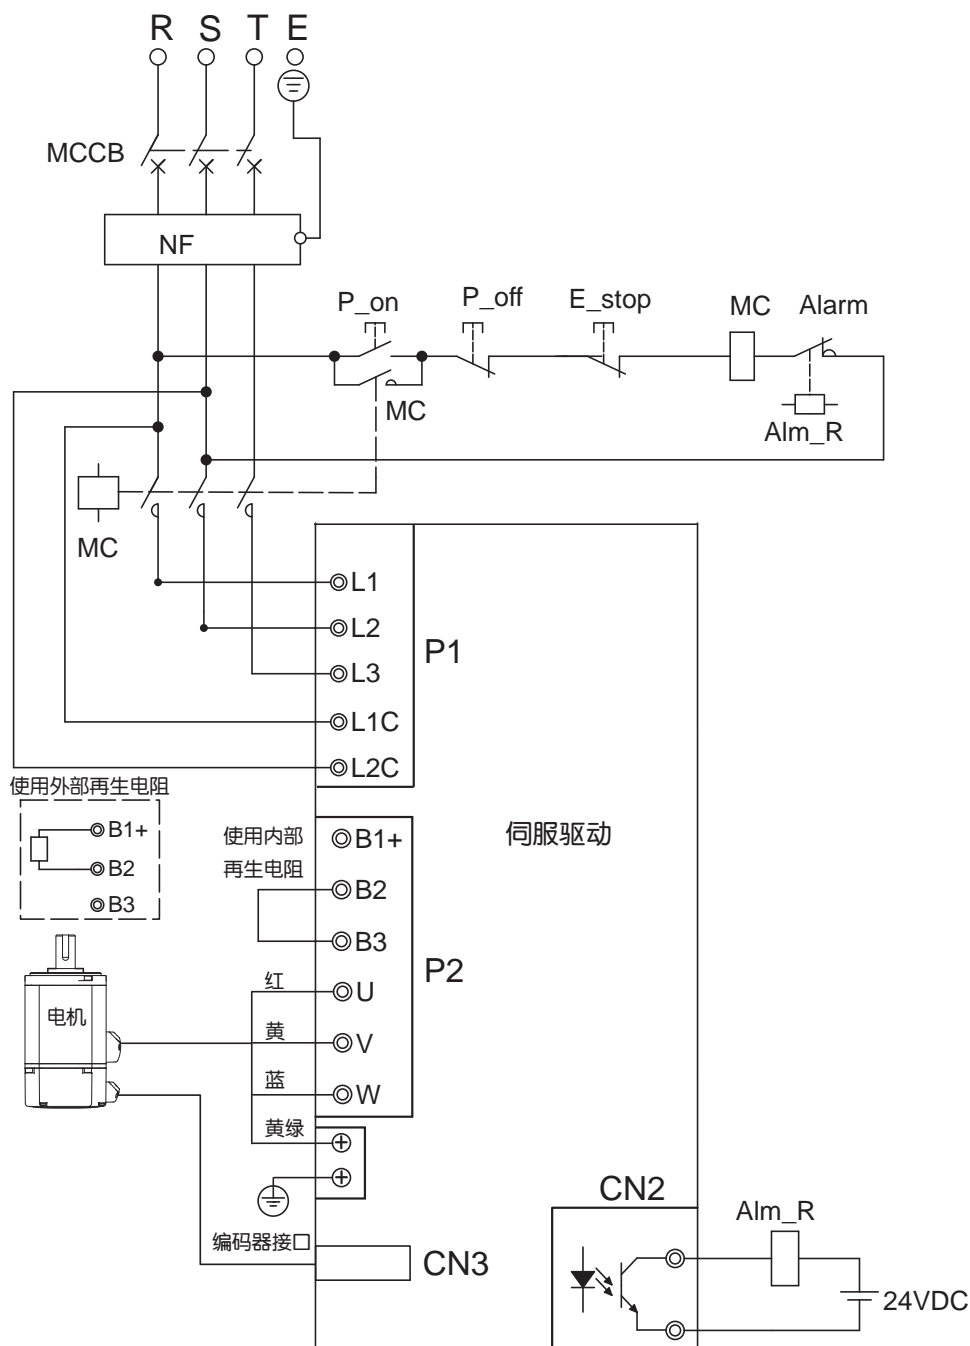 R S T E
MCCB
NF
P_on P_off E_stop MC Alarm
MC
Alm_R
MC
L1
L2
L3
L1C
L2C
P1
使用外部再生电阻
B1+
B2
B3
使用内部
再生电阻
B1+
B2
B3
U
V
W
P2
伺服驱动
电机
红
黄
蓝
黄绿
编码器接口
CN3
CN2
Alm_R
24VDC